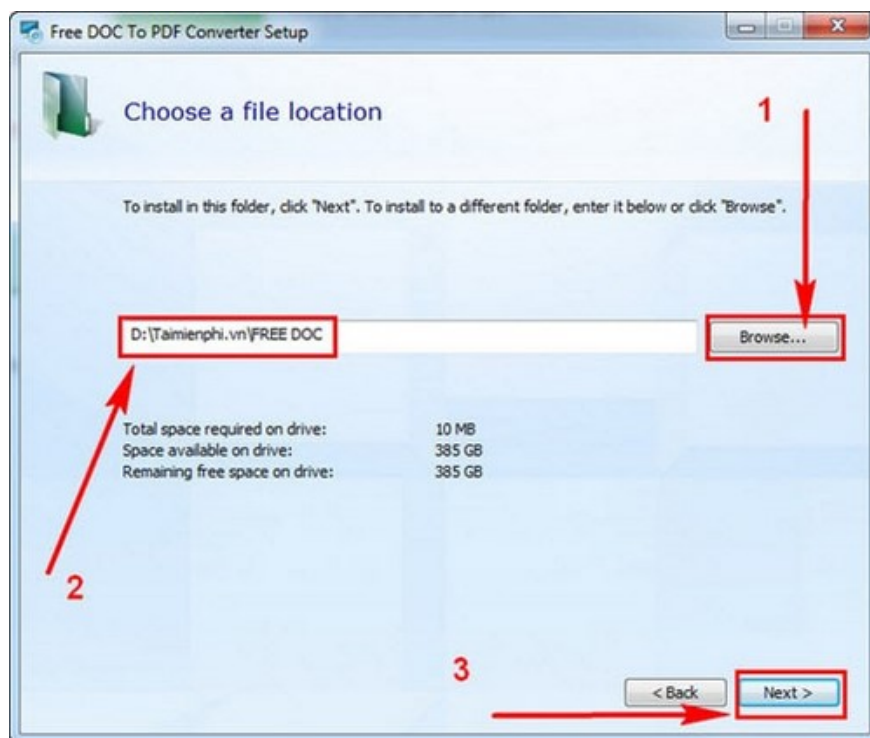 Free DOC To PDF Converter Setup
Choose a file location
1
To install in this folder, click "Next". To install to a different folder, enter it below or click "Browse".
D:\Taimienphi.vn\FREE DOC
Browse...
Total space required on drive: 10 MB
Space available on drive: 385 GB
Remaining free space on drive: 385 GB
2
3
< Back Next >